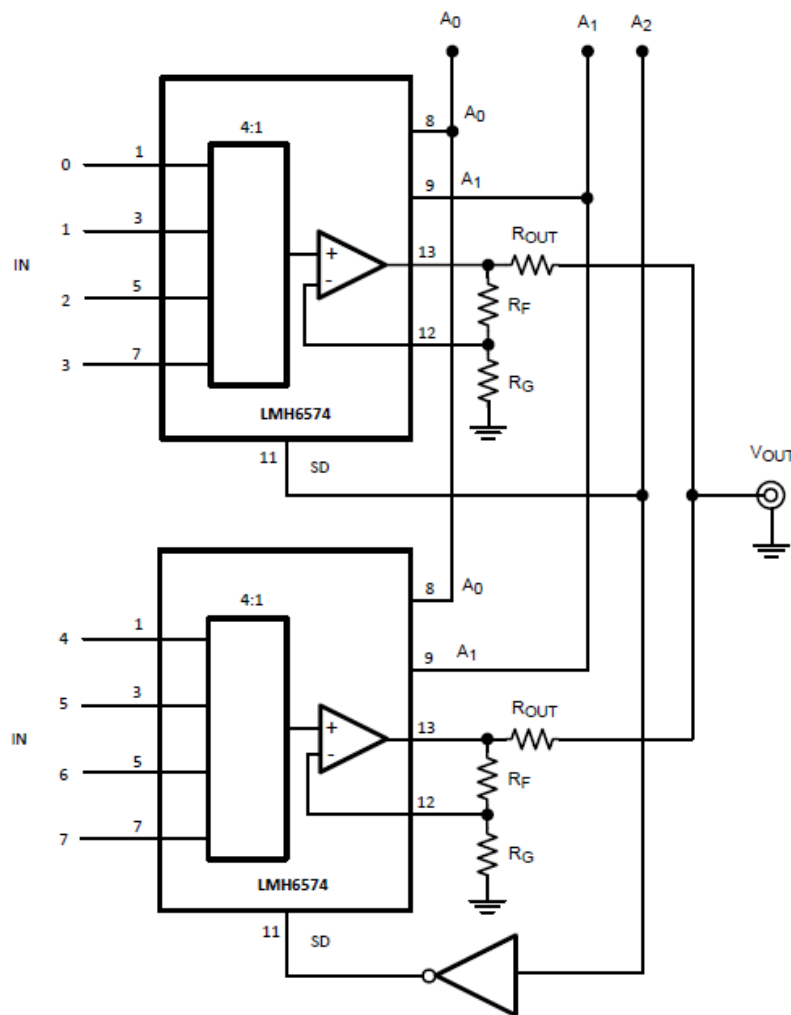 A0 A1 A2
8 A0
4:1
0 1
9 A1
1 3
IN
+
-
13
ROUT
2 5
RF
12
3 7
RG
LMH6574
11 SD
VOUT
8 A0
4:1
4 1
9 A1
5 3
IN
+
-
13
ROUT
6 5
RF
12
7 7
RG
LMH6574
11 SD